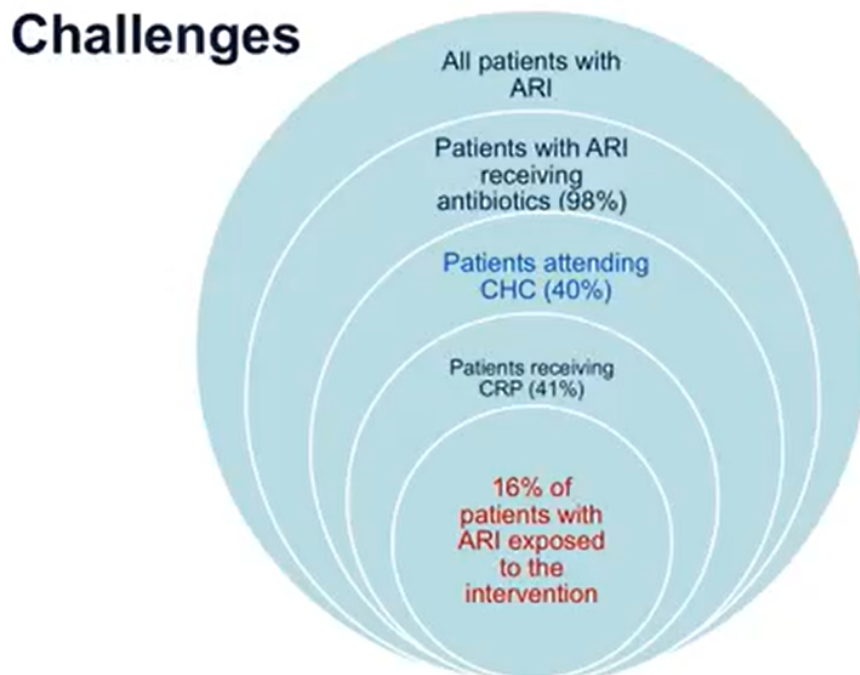 Challenges
All patients with
ARI
Patients with ARI
receiving
antibiotics (98%)
Patients attending
CHC (40%)
Patients receiving
CRP (41%)
16% of
patients with
ARI exposed
to the
intervention